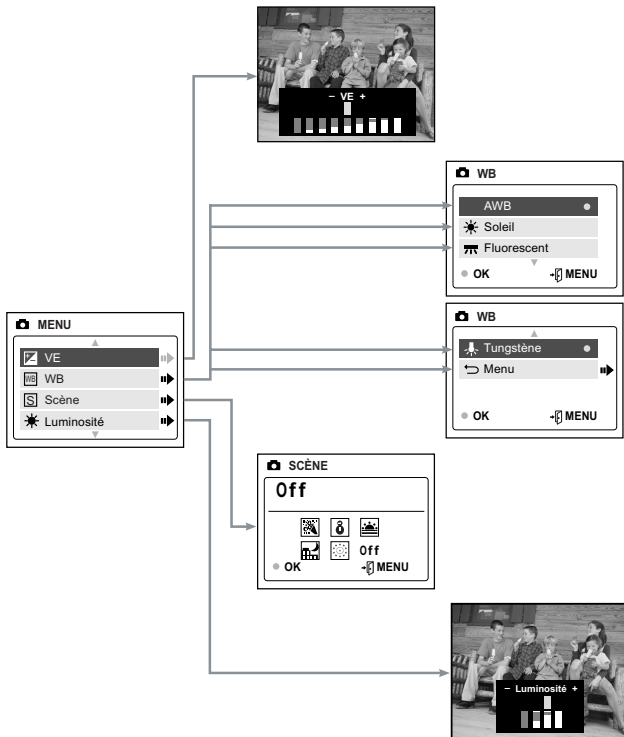 – VE +
WB
AWB
Soleil
Fluorescent
OK MENU
MENU
VE
WB WB
S Scène
Luminosité
WB
Tungstène
Menu
OK MENU
SCÈNE
Off
Off
OK MENU
– Luminosité +